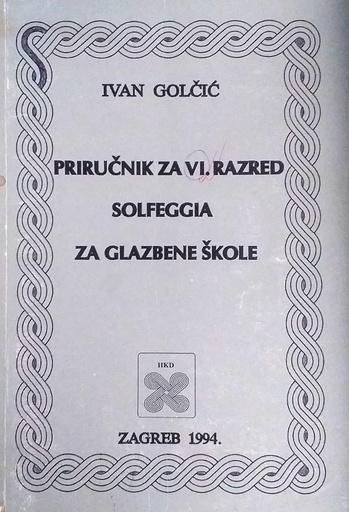 IVAN GOLČIĆ
PRIRUČNIK ZA VI. RAZRED
SOLFEGGIA
ZA GLAZBENE ŠKOLE
HKD
ZAGREB 1994.